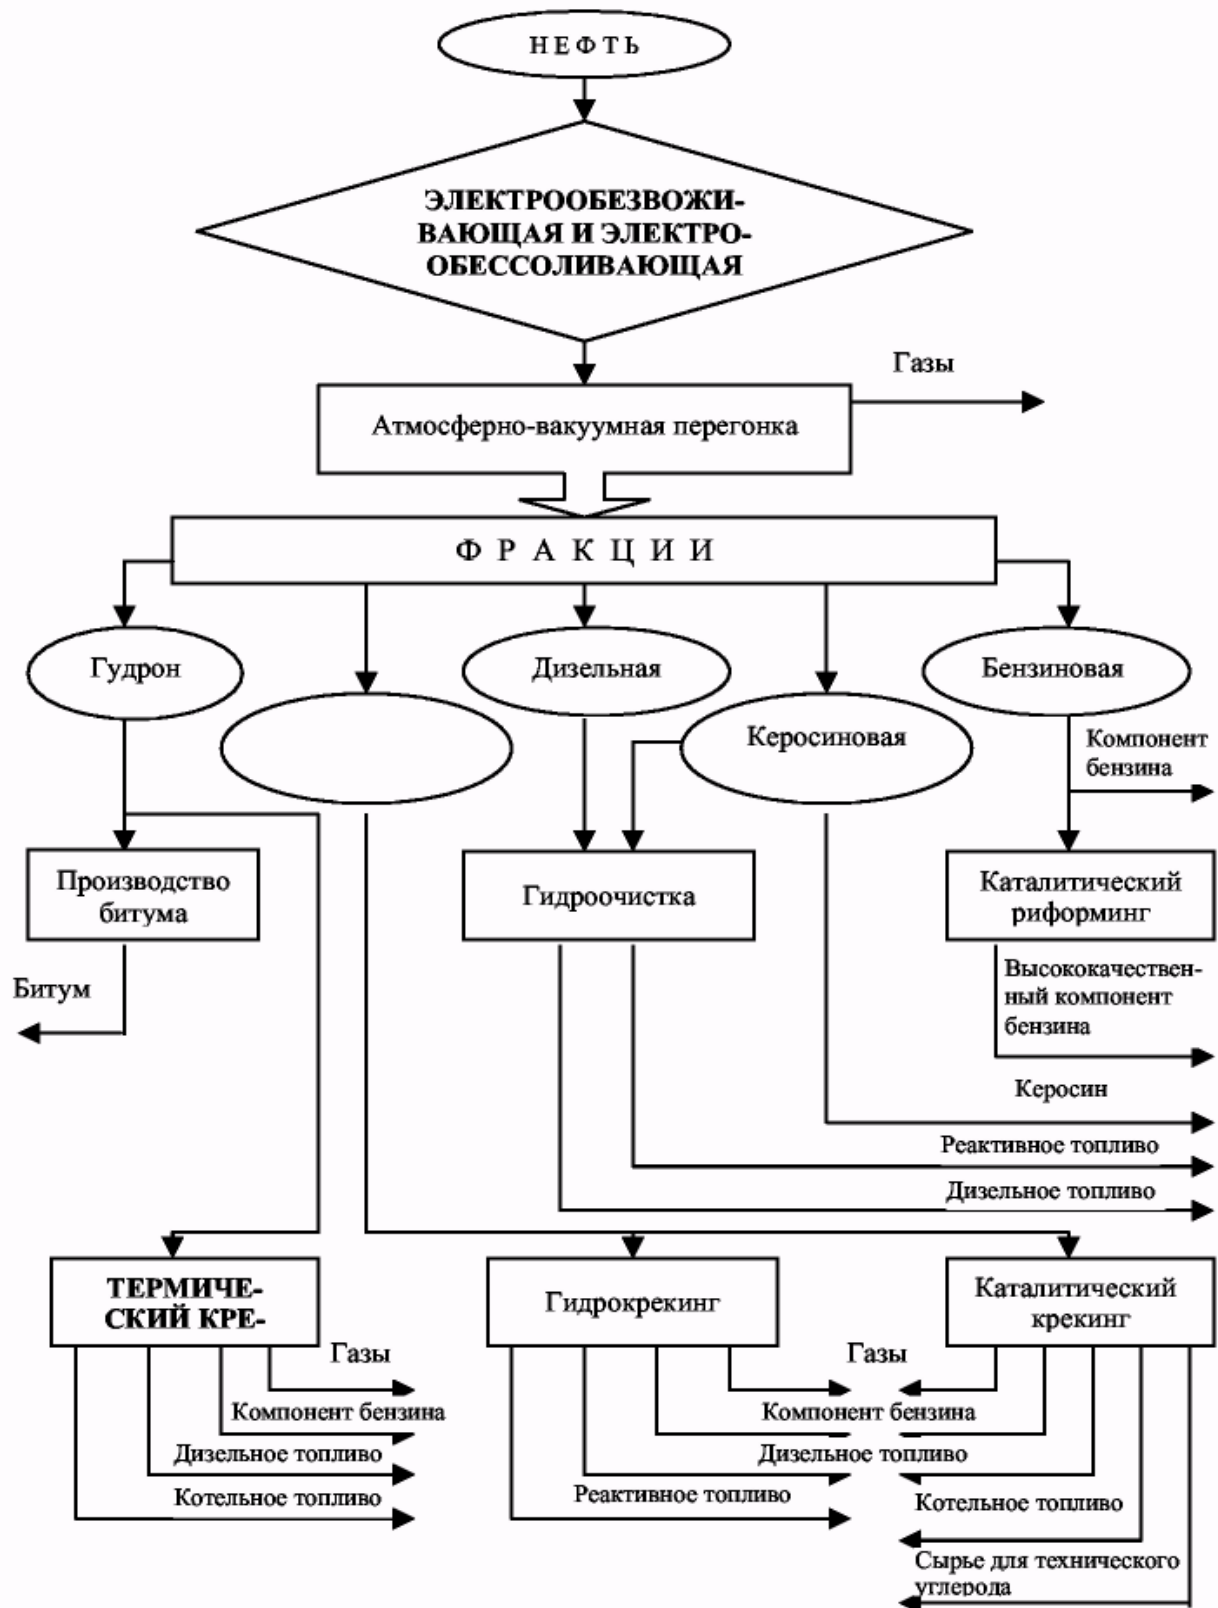 НЕФТЬ
ЭЛЕКТРООБЕЗВОЖИ-
ВАЮЩАЯ И ЭЛЕКТРО-
ОБЕССОЛИВАЮЩАЯ
Газы
Атмосферно-вакуумная перегонка
ФРАКЦИИ
Гудрон
Дизельная
Бензиновая
Керосиновая
Компонент
бензина
Производство
битума
Гидроочистка
Каталитический
риформинг
Битум
Высококачествен-
ный компонент
бензина
Керосин
Реактивное топливо
Дизельное топливо
ТЕРМИЧЕ-
СКИЙ КРЕ-
Гидрокрекинг
Каталитический
крекинг
Газы
Компонент бензина
Дизельное топливо
Котельное топливо
Газы
Компонент бензина
Дизельное топливо
Реактивное топливо
Котельное топливо
Сырье для технического
углерода